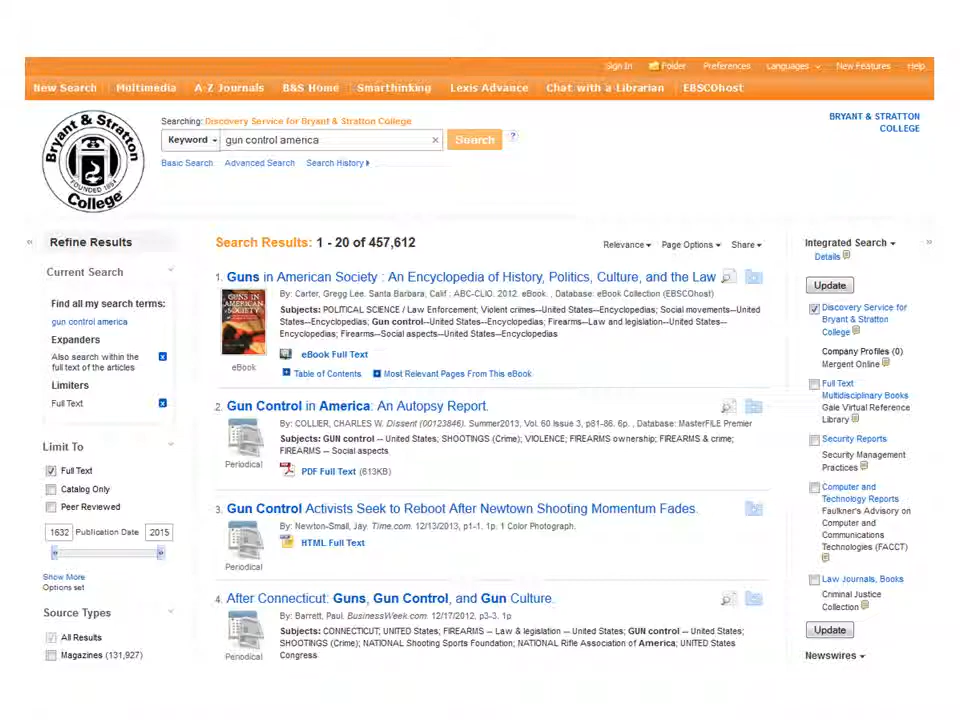 Sign In Folder Preferences Languages New Features Help
New Search Multimedia A-Z Journals B&S Home Smarthinking Lexis Advance Chat with a Librarian EBSCOhost
Bryant & Stratton
College
FOUNDED 1854
Searching: Discovery Service for Bryant & Stratton College
Keyword gun control america × Search ?
Basic Search Advanced Search Search History
BRYANT & STRATTON
COLLEGE
« Refine Results
Current Search
Find all my search terms:
gun control america
Expanders
Also search within the
full text of the articles
Limiters
Full Text
Limit To
Full Text
Catalog Only
Peer Reviewed
1632 Publication Date 2015
Show More
Options set
Source Types
All Results
Magazines (131,927)
Search Results: 1 - 20 of 457,612
Relevance Page Options Share
1. Guns in American Society : An Encyclopedia of History, Politics, Culture, and the Law
GUNS IN
AMERICAN
SOCIETY
eBook
By: Carter, Gregg Lee. Santa Barbara, Calif : ABC-CLIO. 2012. eBook. , Database: eBook Collection (EBSCOhost)
Subjects: POLITICAL SCIENCE / Law Enforcement; Violent crimes--United States--Encyclopedias; Social movements--United
States--Encyclopedias; Gun control--United States--Encyclopedias; Firearms--Law and legislation--United States--
Encyclopedias; Firearms--Social aspects--United States--Encyclopedias
eBook Full Text
Table of Contents Most Relevant Pages From This eBook
2. Gun Control in America: An Autopsy Report.
Periodical
By: COLLIER, CHARLES W. Dissent (00123846). Summer2013, Vol. 60 Issue 3, p81-86. 6p. , Database: MasterFILE Premier
Subjects: GUN control -- United States; SHOOTINGS (Crime); VIOLENCE; FIREARMS ownership; FIREARMS & crime;
FIREARMS -- Social aspects
PDF Full Text (613KB)
3. Gun Control Activists Seek to Reboot After Newtown Shooting Momentum Fades.
Periodical
By: Newton-Small, Jay. Time.com. 12/13/2013, p1-1. 1p. 1 Color Photograph.
HTML Full Text
4. After Connecticut: Guns, Gun Control, and Gun Culture.
Periodical
By: Barrett, Paul. BusinessWeek.com. 12/17/2012, p3-3. 1p
Subjects: CONNECTICUT; UNITED States; FIREARMS -- Law & legislation -- United States; GUN control -- United States;
SHOOTINGS (Crime); NATIONAL Shooting Sports Foundation; NATIONAL Rifle Association of America; UNITED States.
Congress
Integrated Search »
Details
Update
Discovery Service for
Bryant & Stratton
College
Company Profiles (0)
Mergent Online
Full Text
Multidisciplinary Books
Gale Virtual Reference
Library
Security Reports
Security Management
Practices
Computer and
Technology Reports
Faulkner's Advisory on
Computer and
Communications
Technologies (FACCT)
Law Journals, Books
Criminal Justice
Collection
Update
Newswires